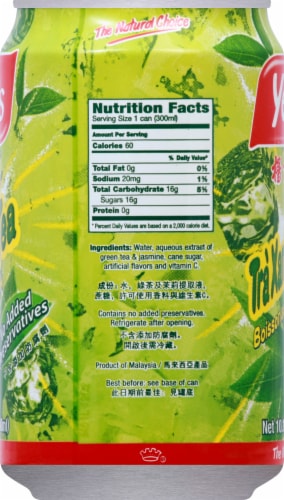 The Natural Choice
Nutrition Facts
Serving Size 1 can (300ml)
Amount Per Serving
Calories 60
% Daily Value*
Total Fat 0g 0%
Sodium 20mg 1%
Total Carbohydrate 16g 8%
Sugars 16g
Protein 0g
* Percent Daily Values are based on a 2,000 calorie diet.
Ingredients: Water, aqueous extract of
green tea & jasmine, cane sugar,
artificial flavors and vitamin C.
成份：水、綠茶及茉莉提取液、
蔗糖、許可使用香料與維生素C。
Contains no added preservatives.
Refrigerate after opening.
不含添加防腐劑。
開啟後需冷藏。
Product of Malaysia / 馬來西亞產品
Best before: see base of can.
此日期前最佳：見罐底
Added
Boisso
Net 10.